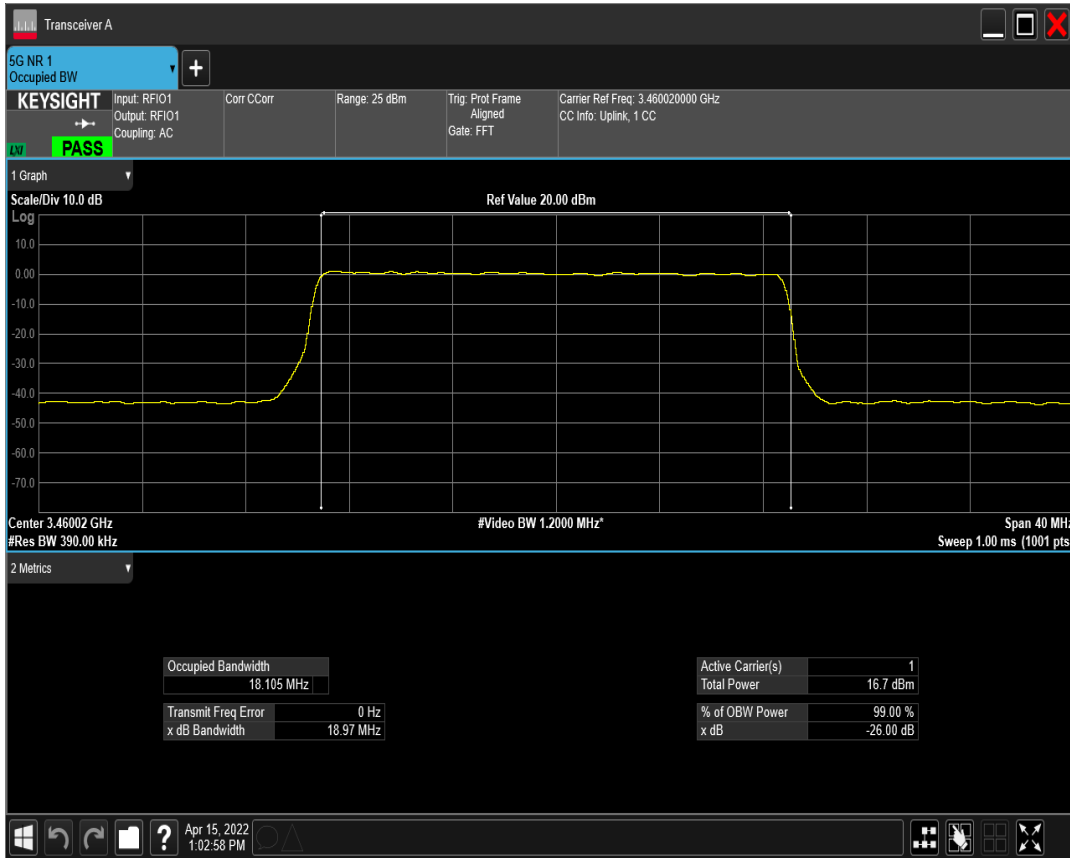 Transceiver A
5G NR 1
Occupied BW
+
KEYSIGHT
LXI
PASS
Input: RFIO1
Output: RFIO1
Coupling: AC
Corr CCorr
Range: 25 dBm
Trig: Prot Frame
Aligned
Gate: FFT
Carrier Ref Freq: 3.460020000 GHz
CC Info: Uplink, 1 CC
1 Graph
Scale/Div 10.0 dB
Ref Value 20.00 dBm
Log
10.0
0.00
-10.0
-20.0
-30.0
-40.0
-50.0
-60.0
-70.0
Center 3.46002 GHz
#Video BW 1.2000 MHz*
Span 40 MHz
#Res BW 390.00 kHz
Sweep 1.00 ms (1001 pts
2 Metrics
Occupied Bandwidth
18.105 MHz
Transmit Freq Error 0 Hz
x dB Bandwidth 18.97 MHz
Active Carrier(s) 1
Total Power 16.7 dBm
% of OBW Power 99.00 %
x dB -26.00 dB
?
Apr 15, 2022
1:02:58 PM